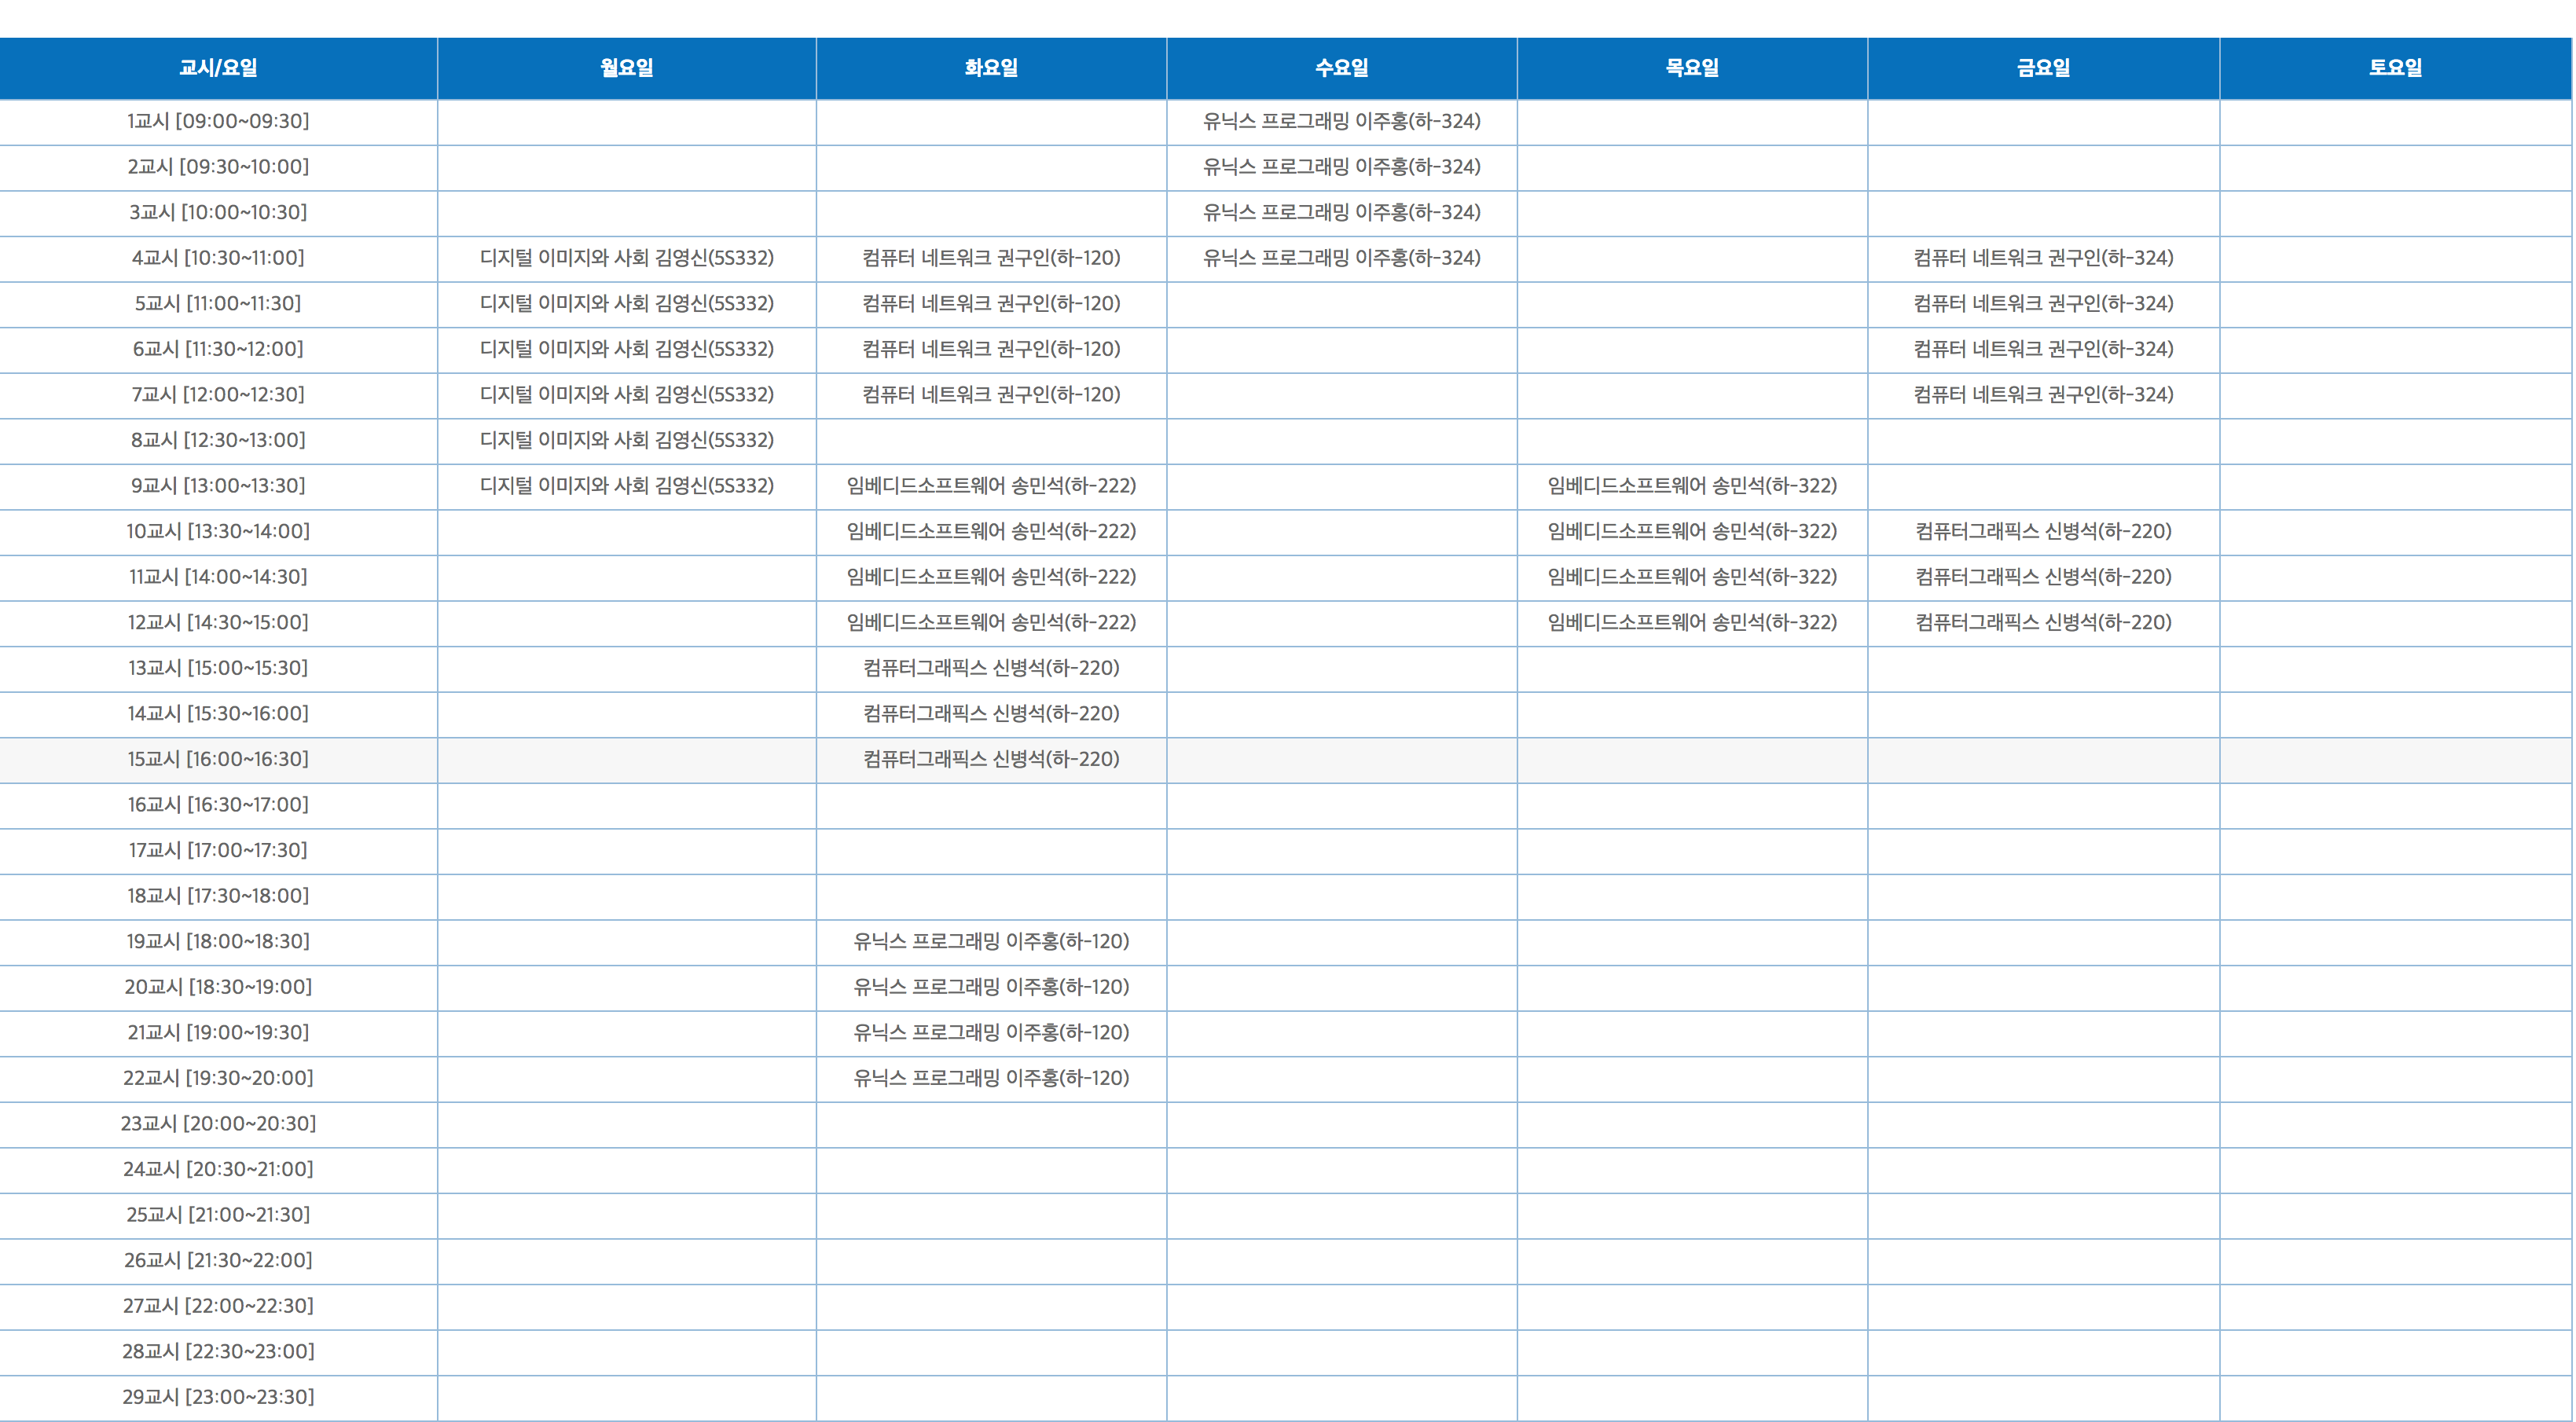 교시/요일 월요일 화요일 수요일 목요일 금요일 토요일
1교시 [09:00~09:30] 유닉스 프로그래밍 이주홍(하-324)
2교시 [09:30~10:00] 유닉스 프로그래밍 이주홍(하-324)
3교시 [10:00~10:30] 유닉스 프로그래밍 이주홍(하-324)
4교시 [10:30~11:00] 디지털 이미지와 사회 김영신(5S332) 컴퓨터 네트워크 권구인(하-120) 유닉스 프로그래밍 이주홍(하-324) 컴퓨터 네트워크 권구인(하-324)
5교시 [11:00~11:30] 디지털 이미지와 사회 김영신(5S332) 컴퓨터 네트워크 권구인(하-120) 컴퓨터 네트워크 권구인(하-324)
6교시 [11:30~12:00] 디지털 이미지와 사회 김영신(5S332) 컴퓨터 네트워크 권구인(하-120) 컴퓨터 네트워크 권구인(하-324)
7교시 [12:00~12:30] 디지털 이미지와 사회 김영신(5S332) 컴퓨터 네트워크 권구인(하-120) 컴퓨터 네트워크 권구인(하-324)
8교시 [12:30~13:00] 디지털 이미지와 사회 김영신(5S332)
9교시 [13:00~13:30] 디지털 이미지와 사회 김영신(5S332) 임베디드소프트웨어 송민석(하-222) 임베디드소프트웨어 송민석(하-322)
10교시 [13:30~14:00] 임베디드소프트웨어 송민석(하-222) 임베디드소프트웨어 송민석(하-322) 컴퓨터그래픽스 신병석(하-220)
11교시 [14:00~14:30] 임베디드소프트웨어 송민석(하-222) 임베디드소프트웨어 송민석(하-322) 컴퓨터그래픽스 신병석(하-220)
12교시 [14:30~15:00] 임베디드소프트웨어 송민석(하-222) 임베디드소프트웨어 송민석(하-322) 컴퓨터그래픽스 신병석(하-220)
13교시 [15:00~15:30] 컴퓨터그래픽스 신병석(하-220)
14교시 [15:30~16:00] 컴퓨터그래픽스 신병석(하-220)
15교시 [16:00~16:30] 컴퓨터그래픽스 신병석(하-220)
16교시 [16:30~17:00]
17교시 [17:00~17:30]
18교시 [17:30~18:00]
19교시 [18:00~18:30] 유닉스 프로그래밍 이주홍(하-120)
20교시 [18:30~19:00] 유닉스 프로그래밍 이주홍(하-120)
21교시 [19:00~19:30] 유닉스 프로그래밍 이주홍(하-120)
22교시 [19:30~20:00] 유닉스 프로그래밍 이주홍(하-120)
23교시 [20:00~20:30]
24교시 [20:30~21:00]
25교시 [21:00~21:30]
26교시 [21:30~22:00]
27교시 [22:00~22:30]
28교시 [22:30~23:00]
29교시 [23:00~23:30]